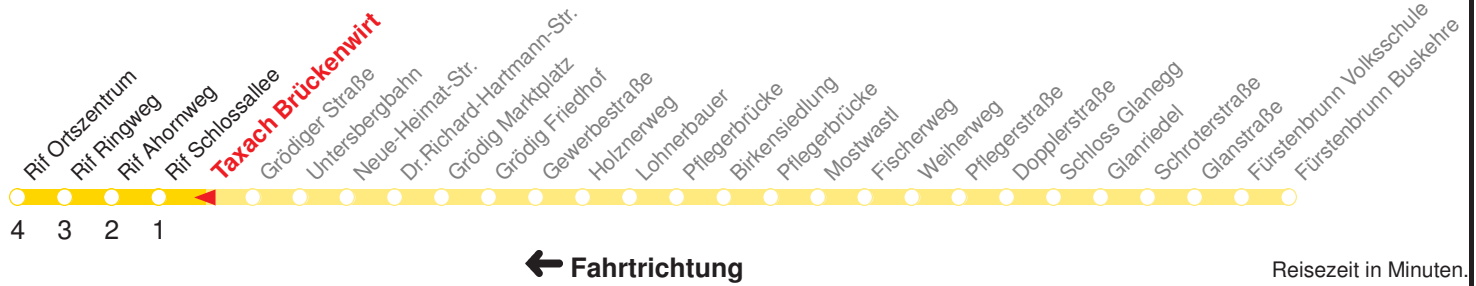 Rif Ortszentrum
Rif Ringweg
Rif Ahornweg
Rif Schlossallee
Taxach Brückenwirt
Grödiger Straße
Untersbergbahn
Neue-Heimat-Str.
Dr.Richard-Hartmann-Str.
Grödig Marktplatz
Grödig Friedhof
Gewerbestraße
Holznerweg
Lohnerbauer
Pflegerbrücke
Birkensiedlung
Pflegerbrücke
Mostwastl
Fischerweg
Weiherweg
Pflegerstraße
Dopplerstraße
Schloss Glanegg
Glanriedel
Schroterstraße
Glanstraße
Fürstenbrunn Volksschule
Fürstenbrunn Buskehre
4 3 2 1
Fahrtrichtung
Reisezeit in Minuten.